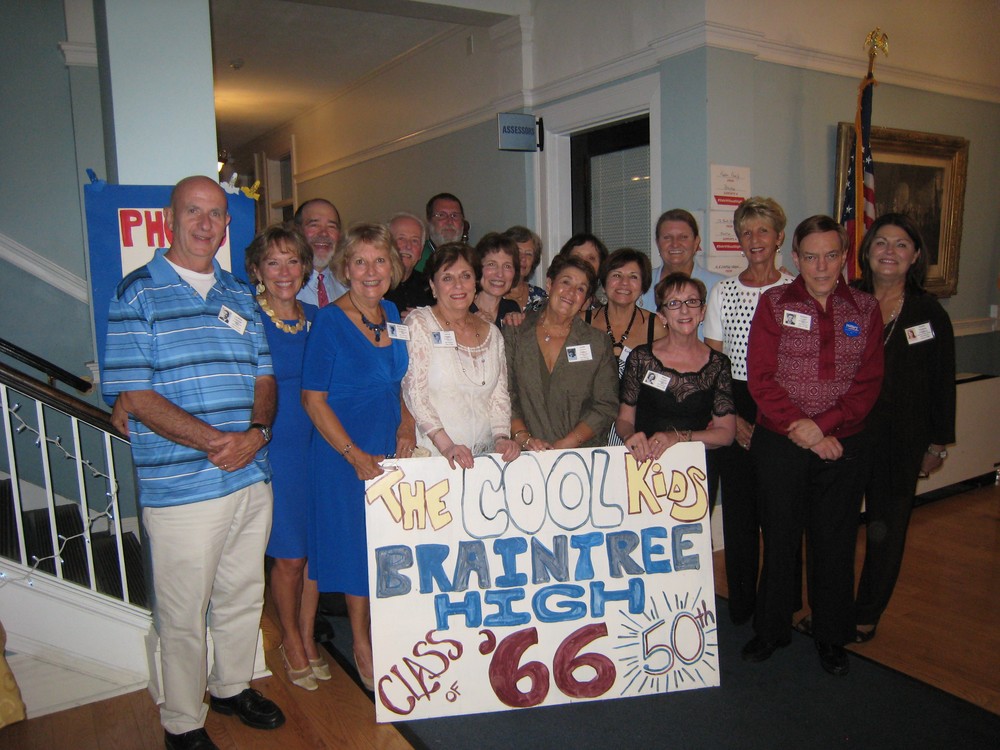 ASSESSORS
PHO
THE COOL KidS
BRAINTREE
HIGH
CLASS OF '66
50th